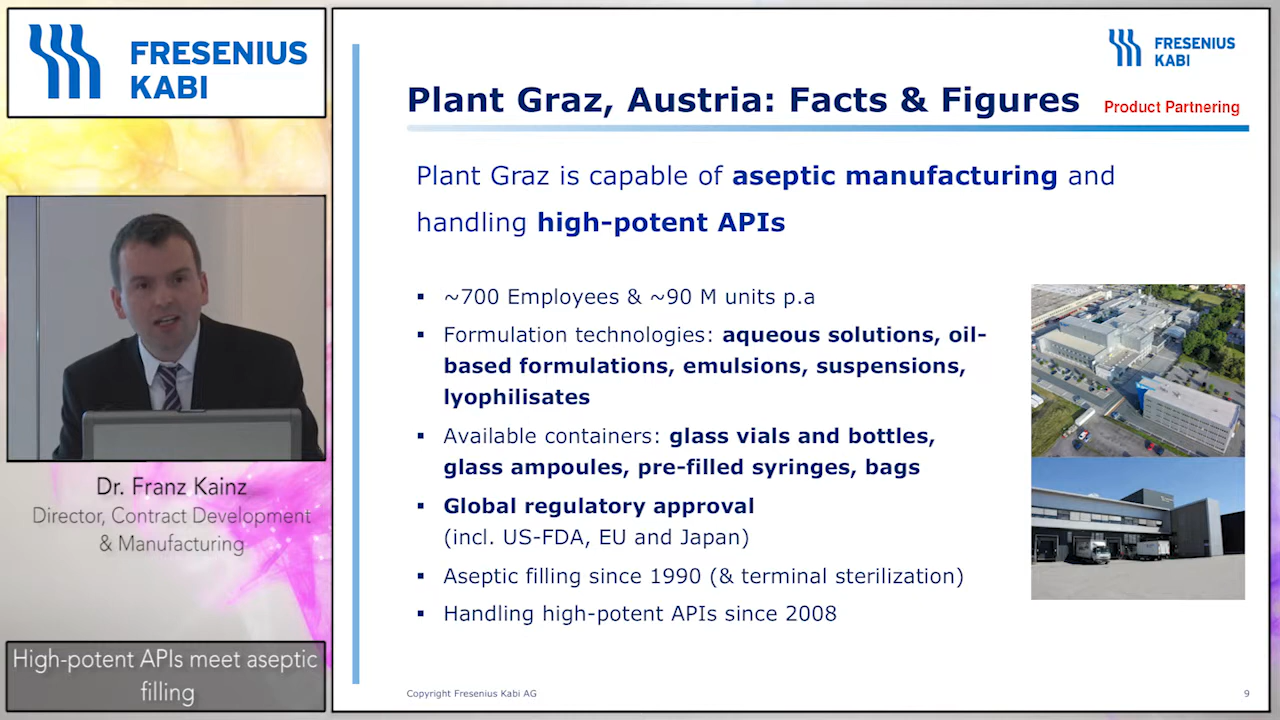 FRESENIUS
KABI
Dr. Franz Kainz
Director, Contract Development
& Manufacturing
High-potent APIs meet aseptic
filling
FRESENIUS
KABI
Plant Graz, Austria: Facts & Figures
Product Partnering
Plant Graz is capable of aseptic manufacturing and
handling high-potent APIs
▪ ~700 Employees & ~90 M units p.a
▪ Formulation technologies: aqueous solutions, oil-
based formulations, emulsions, suspensions,
lyophilisates
▪ Available containers: glass vials and bottles,
glass ampoules, pre-filled syringes, bags
▪ Global regulatory approval
(incl. US-FDA, EU and Japan)
▪ Aseptic filling since 1990 (& terminal sterilization)
▪ Handling high-potent APIs since 2008
Copyright Fresenius Kabi AG
9